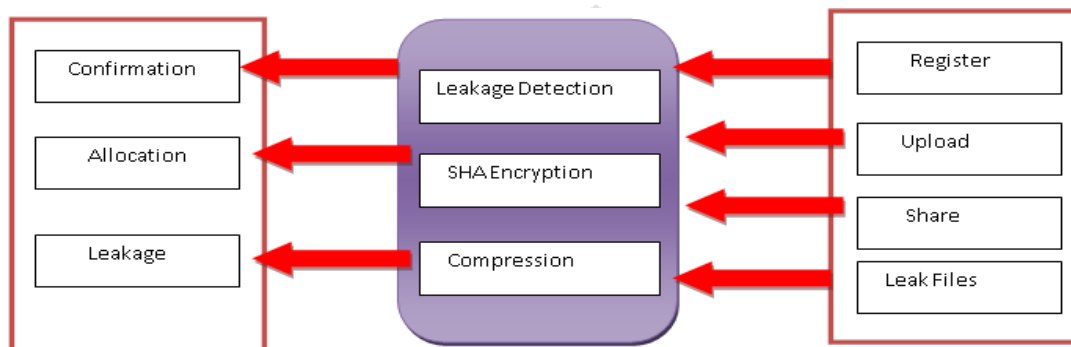 Confirmation
Allocation
Leakage
Leakage Detection
SHA Encryption
Compression
Register
Upload
Share
Leak Files